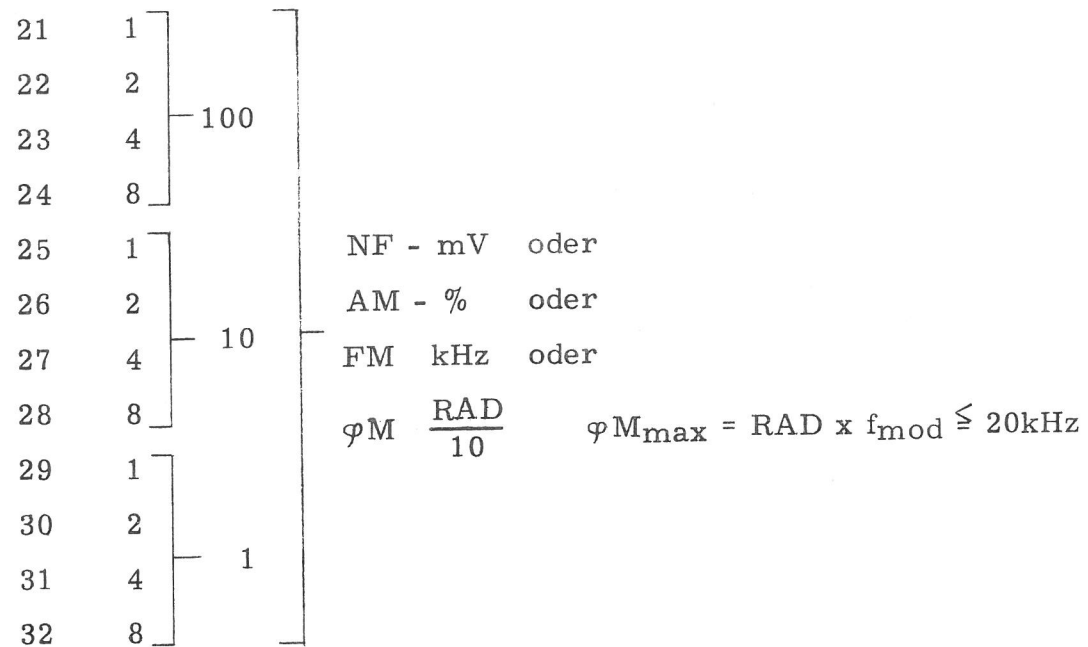 21 1
22 2
100
23 4
24 8
25 1 NF - mV oder
26 2 AM - % oder
10
27 4 FM kHz oder
28 8 φM RAD/10 φM_max = RAD x f_mod ≦ 20kHz
29 1
30 2
1
31 4
32 8